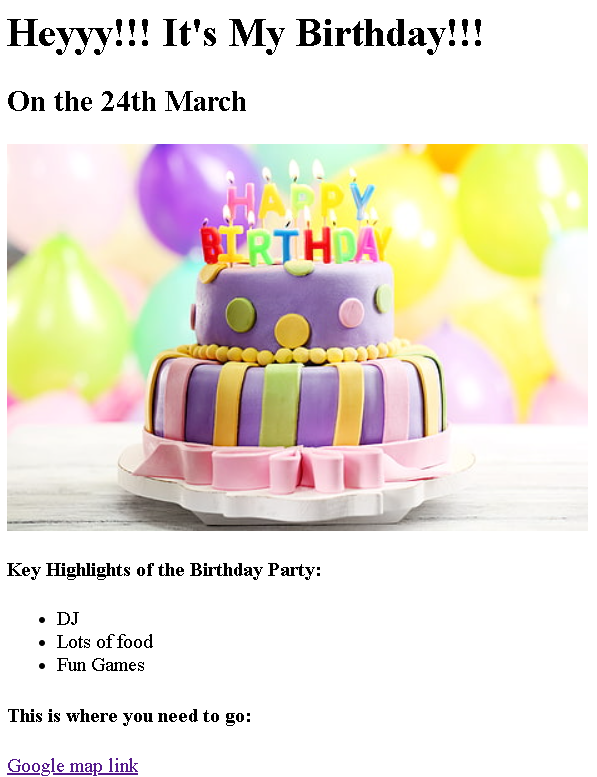 Heyyy!!! It's My Birthday!!!
On the 24th March
HAPPY
BIRTHDAY
Key Highlights of the Birthday Party:
DJ
Lots of food
Fun Games
This is where you need to go:
Google map link